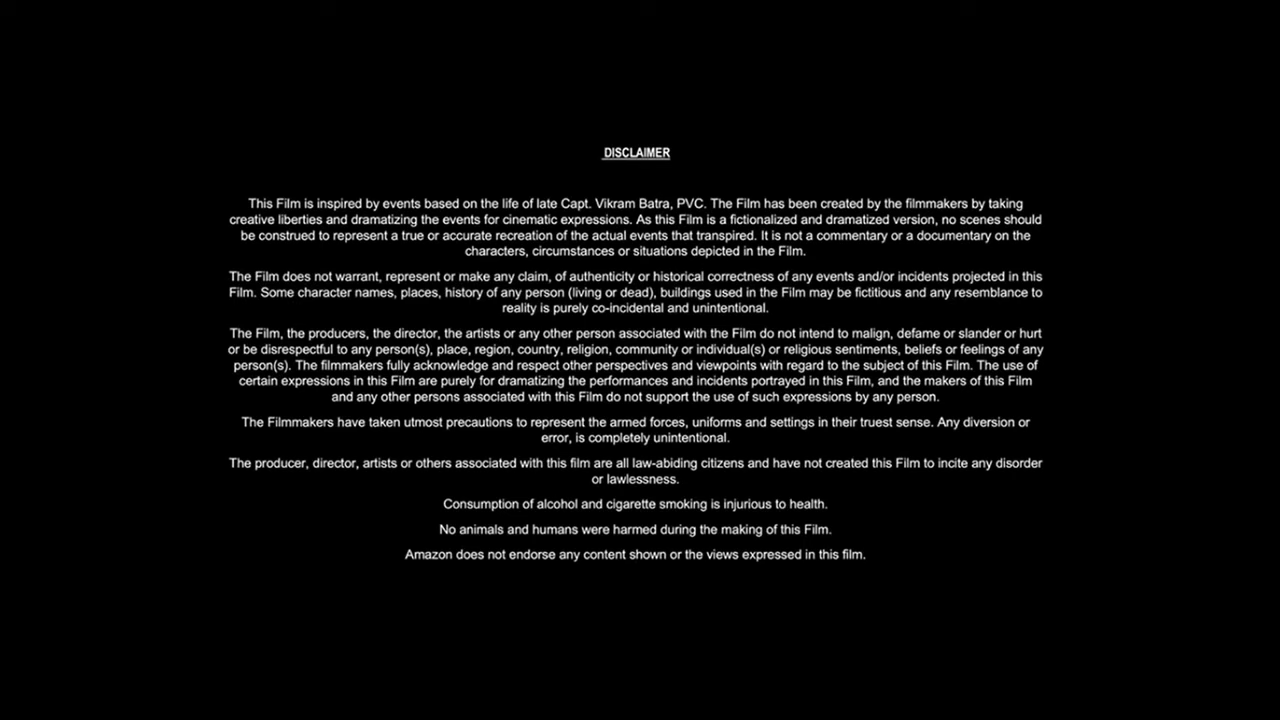 DISCLAIMER
This Film is inspired by events based on the life of late Capt. Vikram Batra, PVC. The Film has been created by the filmmakers by taking
creative liberties and dramatizing the events for cinematic expressions. As this Film is a fictionalized and dramatized version, no scenes should
be construed to represent a true or accurate recreation of the actual events that transpired. It is not a commentary or a documentary on the
characters, circumstances or situations depicted in the Film.
The Film does not warrant, represent or make any claim, of authenticity or historical correctness of any events and/or incidents projected in this
Film. Some character names, places, history of any person (living or dead), buildings used in the Film may be fictitious and any resemblance to
reality is purely co-incidental and unintentional.
The Film, the producers, the director, the artists or any other person associated with the Film do not intend to malign, defame or slander or hurt
or be disrespectful to any person(s), place, region, country, religion, community or individual(s) or religious sentiments, beliefs or feelings of any
person(s). The filmmakers fully acknowledge and respect other perspectives and viewpoints with regard to the subject of this Film. The use of
certain expressions in this Film are purely for dramatizing the performances and incidents portrayed in this Film, and the makers of this Film
and any other persons associated with this Film do not support the use of such expressions by any person.
The Filmmakers have taken utmost precautions to represent the armed forces, uniforms and settings in their truest sense. Any diversion or
error, is completely unintentional.
The producer, director, artists or others associated with this film are all law-abiding citizens and have not created this Film to incite any disorder
or lawlessness.
Consumption of alcohol and cigarette smoking is injurious to health.
No animals and humans were harmed during the making of this Film.
Amazon does not endorse any content shown or the views expressed in this film.